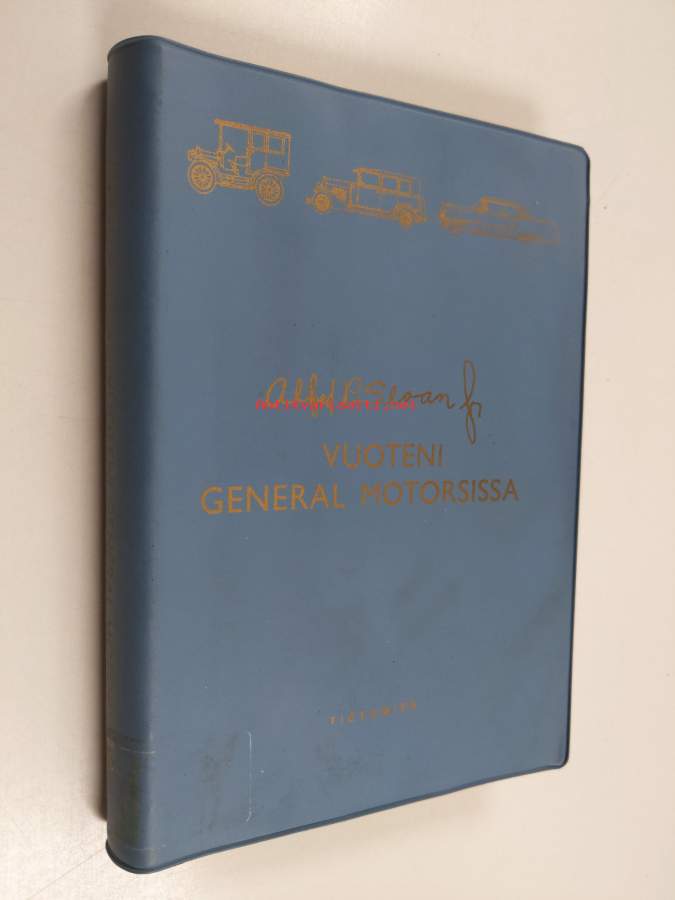 Alfred P. Sloan Jr
VUOTENI
GENERAL MOTORSISSA
TIETOMIES